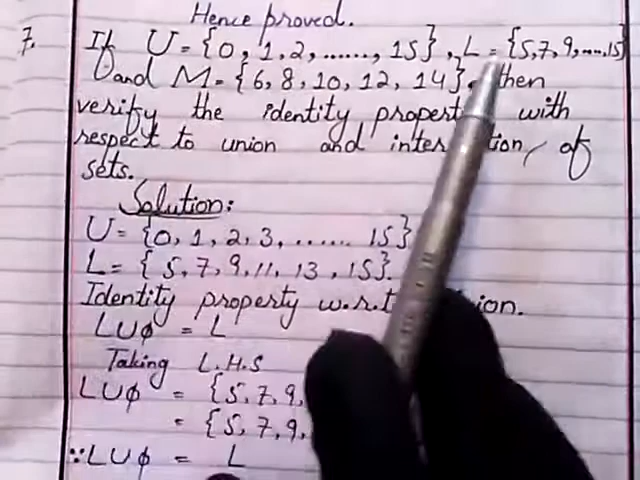 Hence proved.
7. If U = {0, 1, 2, ......, 15}, L = {5, 7, 9, .... 15}
and M = {6, 8, 10, 12, 14}, then
verify the identity property with
respect to union and of
sets.
Solution:
U = {0, 1, 2, 3, ...... 15}
L = { 5, 7, 9, 11, 13, 15}.
Identity property w.r.t
L U φ = L
Taking L.H.S
L U φ = {5, 7, 9,
= {5, 7, 9,
∵ L U φ = L